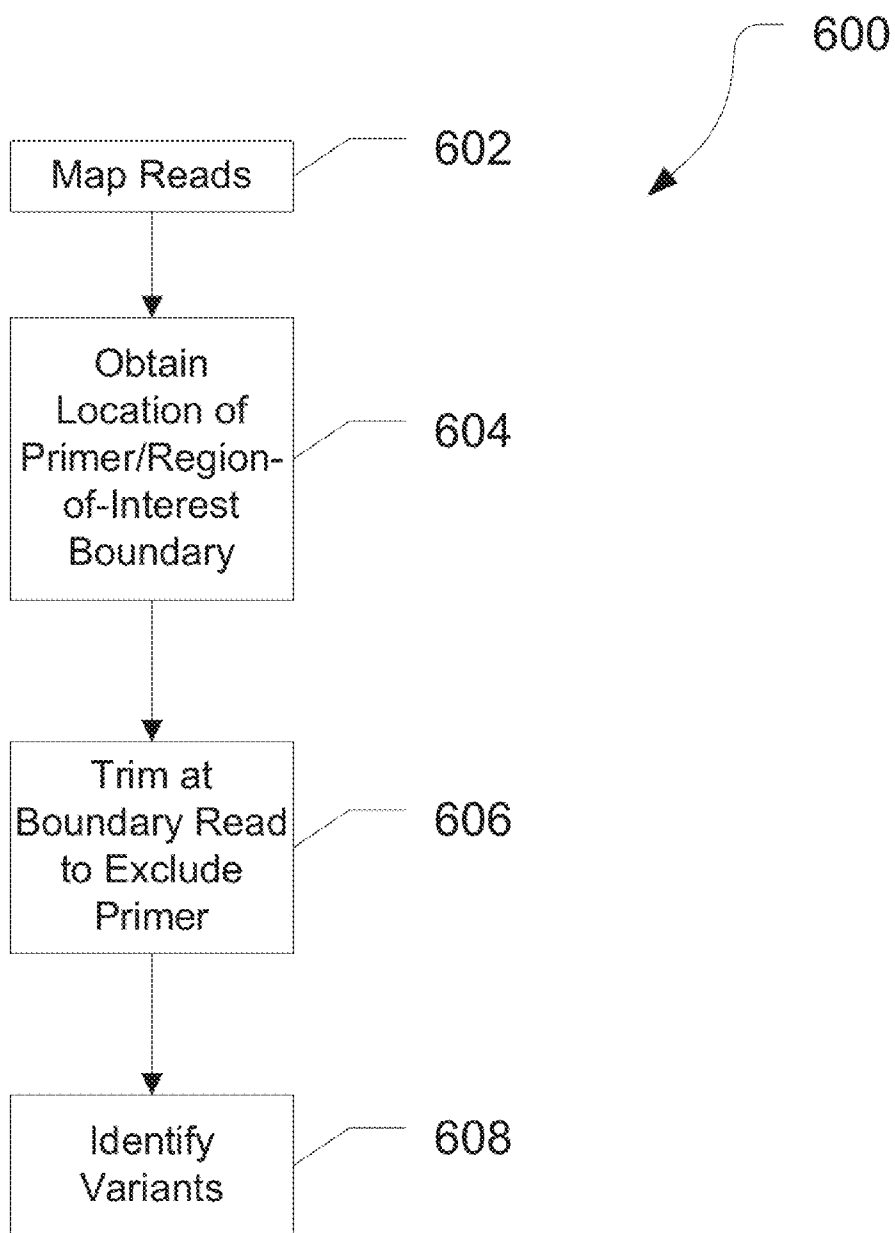 600
Map Reads
602
Obtain
Location of
Primer/Region-
of-Interest
Boundary
604
Trim at
Boundary Read
to Exclude
Primer
606
Identify
Variants
608